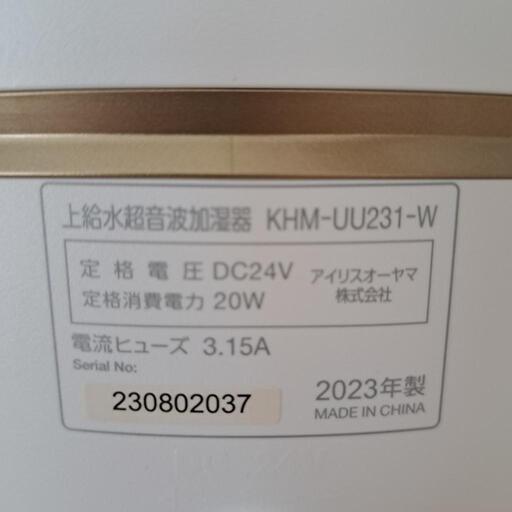 上給水超音波加湿器 KHM-UU231-W
定格電圧 DC24V
定格消費電力 20W
アイリスオーヤマ
株式会社
電流ヒューズ 3.15A
Serial No:
230802037
2023年製
MADE IN CHINA
DC 24V